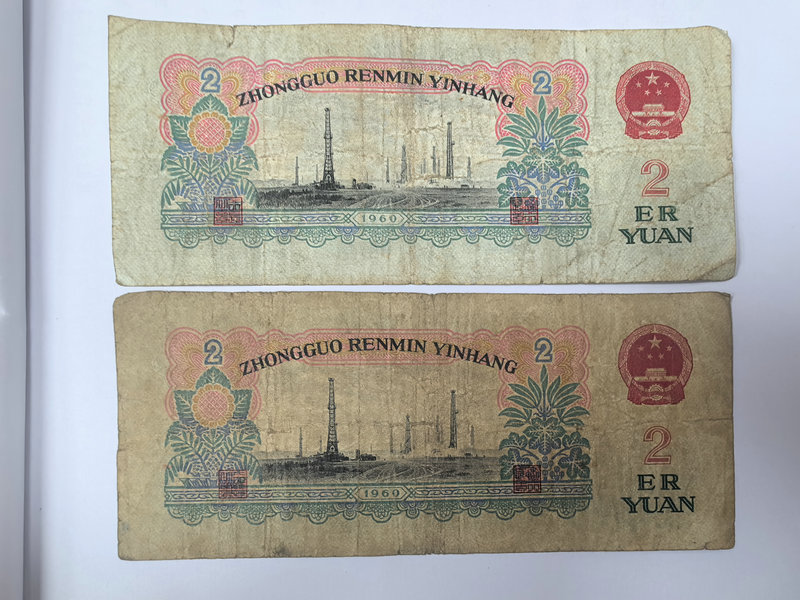 2 ZHONGGUO RENMIN YINHANG 2
2
ER
YUAN
1960
2 ZHONGGUO RENMIN YINHANG 2
2
ER
YUAN
1960